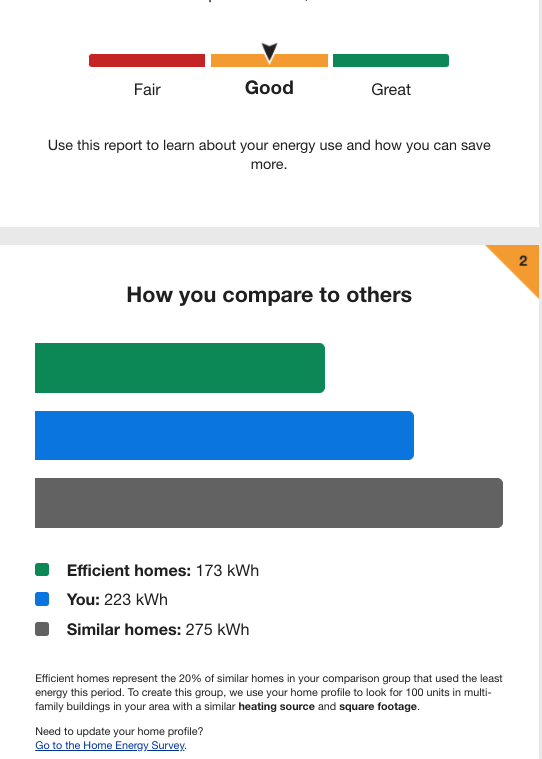 Fair
Good
Great
Use this report to learn about your energy use and how you can save
more.
2
How you compare to others
Efficient homes: 173 kWh
You: 223 kWh
Similar homes: 275 kWh
Efficient homes represent the 20% of similar homes in your comparison group that used the least
energy this period. To create this group, we use your home profile to look for 100 units in multi-
family buildings in your area with a similar heating source and square footage.
Need to update your home profile?
Go to the Home Energy Survey.